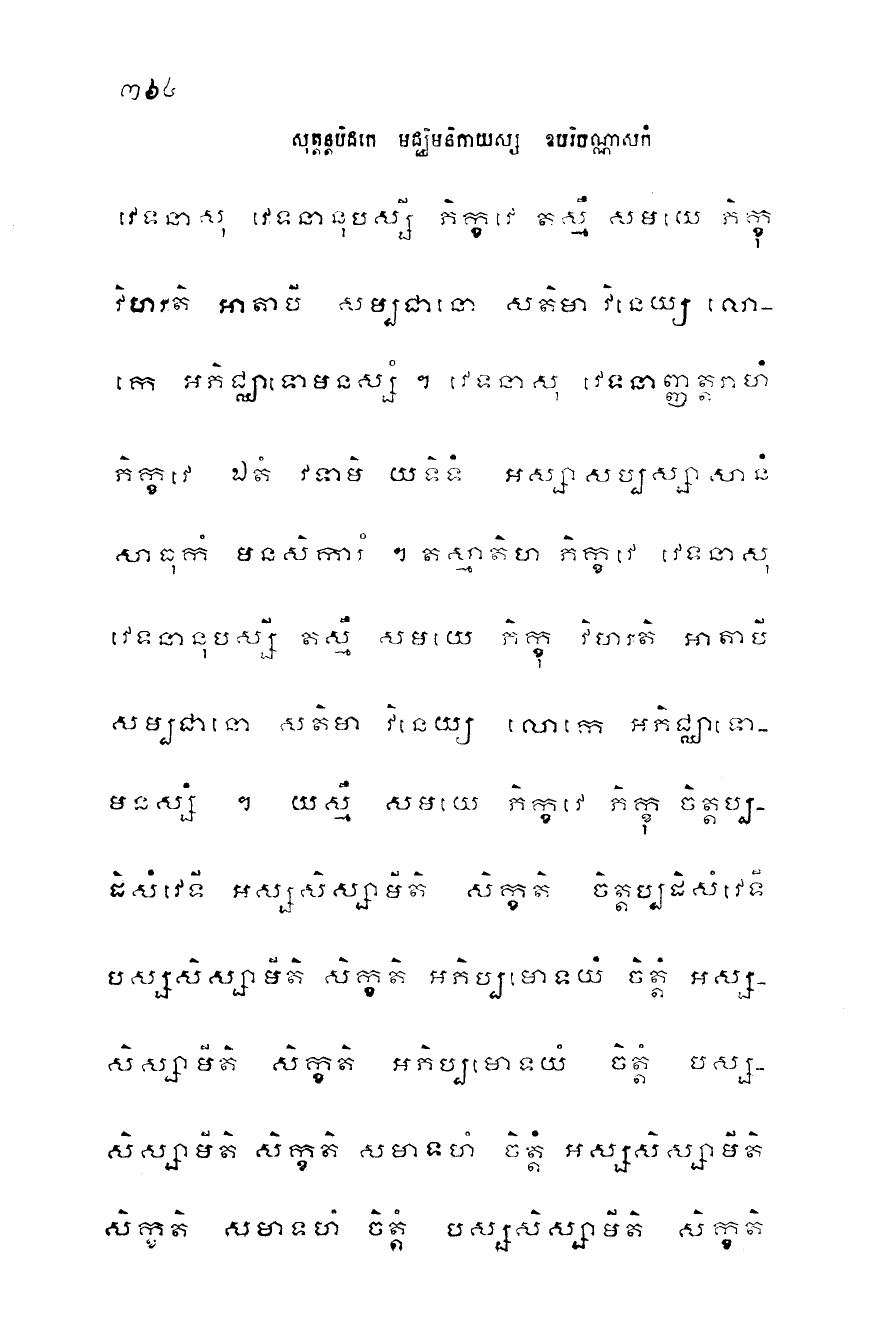 ៣៦៤
សុត្តន្តបិដកេ មជ្ឈិមនិកាយស្ស ឧបរិបណ្ណាសកំ
វេទនាសុ វេទនានុបស្សី ភិក្ខវេ តស្មឹ សមយេ ភិក្ខុ
វិហរតិ អាតាបី សម្បជានោ សតិមា វិនេយ្យ លោ-
កេ អភិជ្ឈាទោមនស្សំ ។ វេទនាសុ វេទនាញ្ញត្តរាហំ
ភិក្ខវេ ឯតំ វទាមិ យទិទំ អស្សាសប្បស្សាសានំ
សាធុកំ មនសិការំ ។ តស្មាតិហ ភិក្ខវេ វេទនាសុ
វេទនានុបស្សី តស្មឹ សមយេ ភិក្ខុ វិហរតិ អាតាបី
សម្បជានោ សតិមា វិនេយ្យ លោកេ អភិជ្ឈាទោ-
មនស្សំ ។ យស្មឹ សមយេ ភិក្ខវេ ភិក្ខុ ចិត្តប្ប-
ដិសំវេទី អស្សសិស្សាមីតិ សិក្ខតិ ចិត្តប្បដិសំវេទី
បស្សសិស្សាមីតិ សិក្ខតិ អភិប្បមោទយំ ចិត្តំ អស្ស-
សិស្សាមីតិ សិក្ខតិ អភិប្បមោទយំ ចិត្តំ បស្ស-
សិស្សាមីតិ សិក្ខតិ សមាទហំ ចិត្តំ អស្សសិស្សាមីតិ
សិក្ខតិ សមាទហំ ចិត្តំ បស្សសិស្សាមីតិ សិក្ខតិ